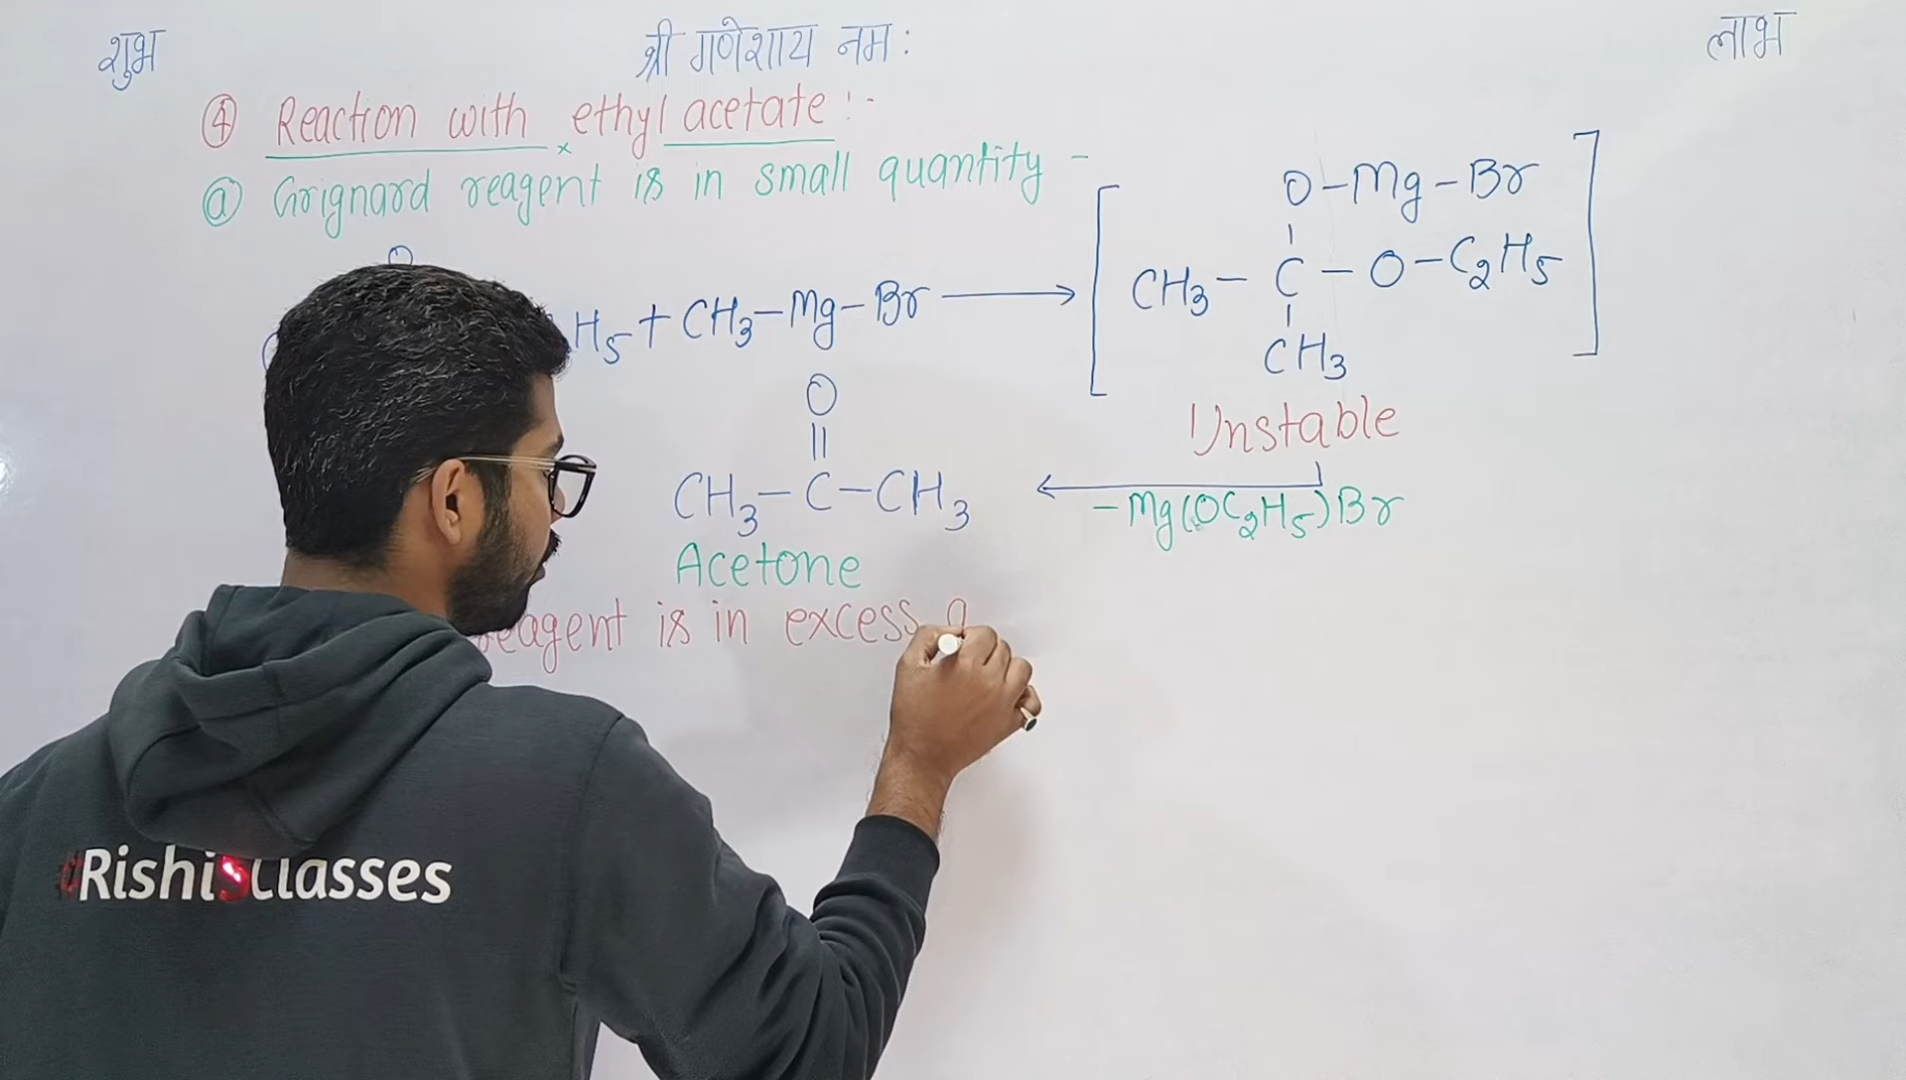 शुभ श्री गणेशाय नम: लाभ
④ Reaction with ethyl acetate :-
ⓐ Grignard reagent is in small quantity -
O
H5 + CH3-Mg-Br ⟶ [ CH3-C-O-C2H5 ]
O-Mg-Br
CH3
Unstable
-Mg(OC2H5)Br
O
||
CH3-C-CH3
Acetone
reagent is in excess
#Rishi'sClasses